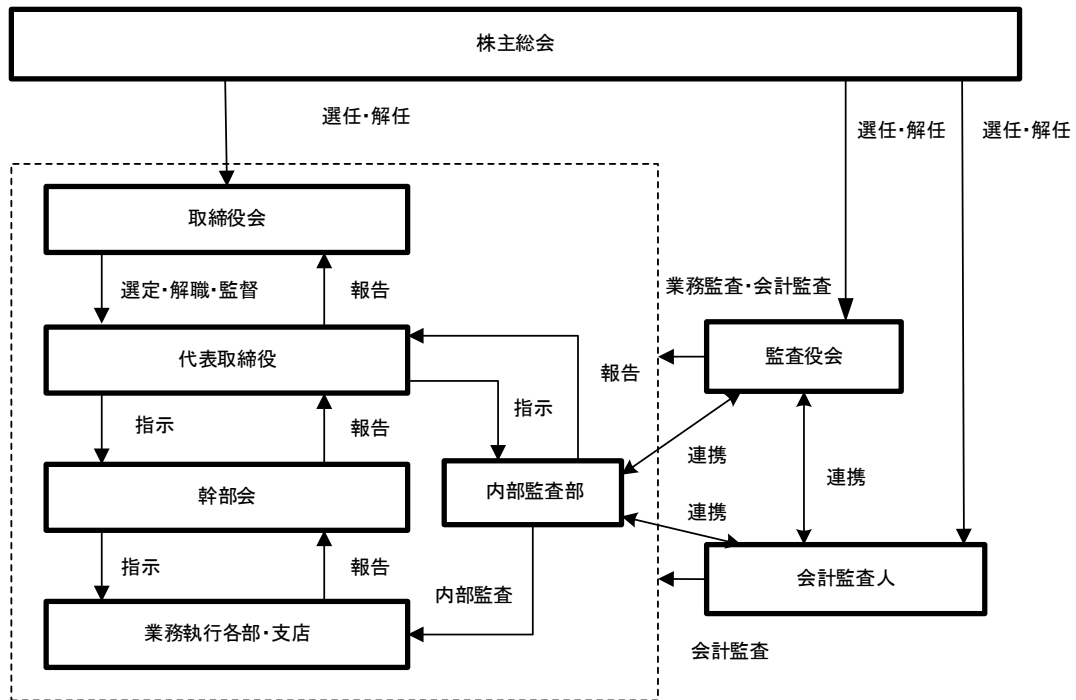 株主総会
選任・解任
選任・解任
選任・解任
取締役会
選定・解職・監督
報告
業務監査・会計監査
代表取締役
監査役会
報告
指示
指示
報告
連携
幹部会
内部監査部
連携
連携
指示
報告
内部監査
会計監査人
業務執行各部・支店
会計監査